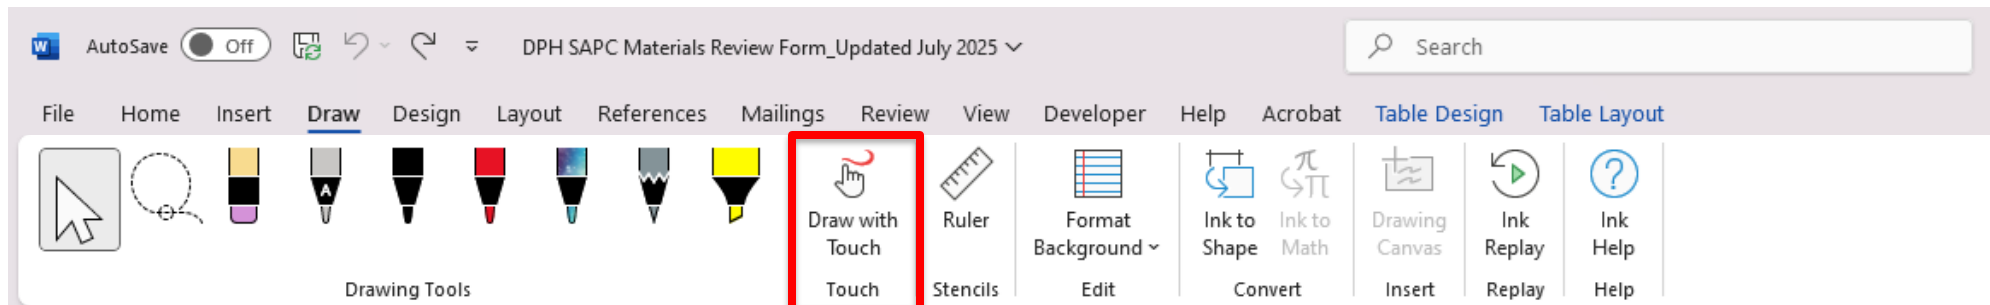 W AutoSave Off DPH SAPC Materials Review Form_Updated July 2025 Search
File Home Insert Draw Design Layout References Mailings Review View Developer Help Acrobat Table Design Table Layout
A
Draw with Touch Ruler Format Background Ink to Shape Ink to Math Drawing Canvas Ink Replay Ink Help
Drawing Tools Touch Stencils Edit Convert Insert Replay Help